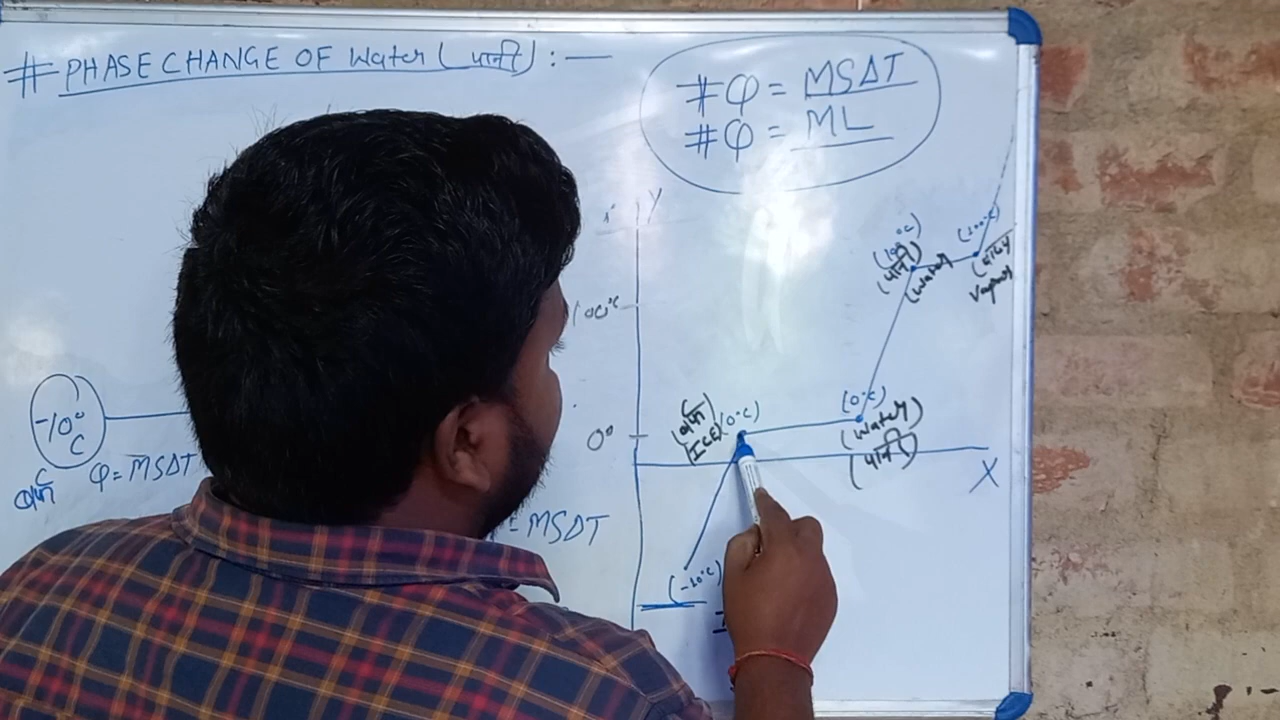 # PHASE CHANGE OF Water (पानी) : —
# Q = MSΔT
# Q = ML
Y
100°C
0°
X
-10°C
बर्फ
Q = MSΔT
= MSΔT
(-10°C)
(बर्फ)
ICE
(0°C)
(0°C)
(Water)
(पानी)
(100°C)
(पानी)
(Water)
(100°C)
(वाष्प
Vapour)